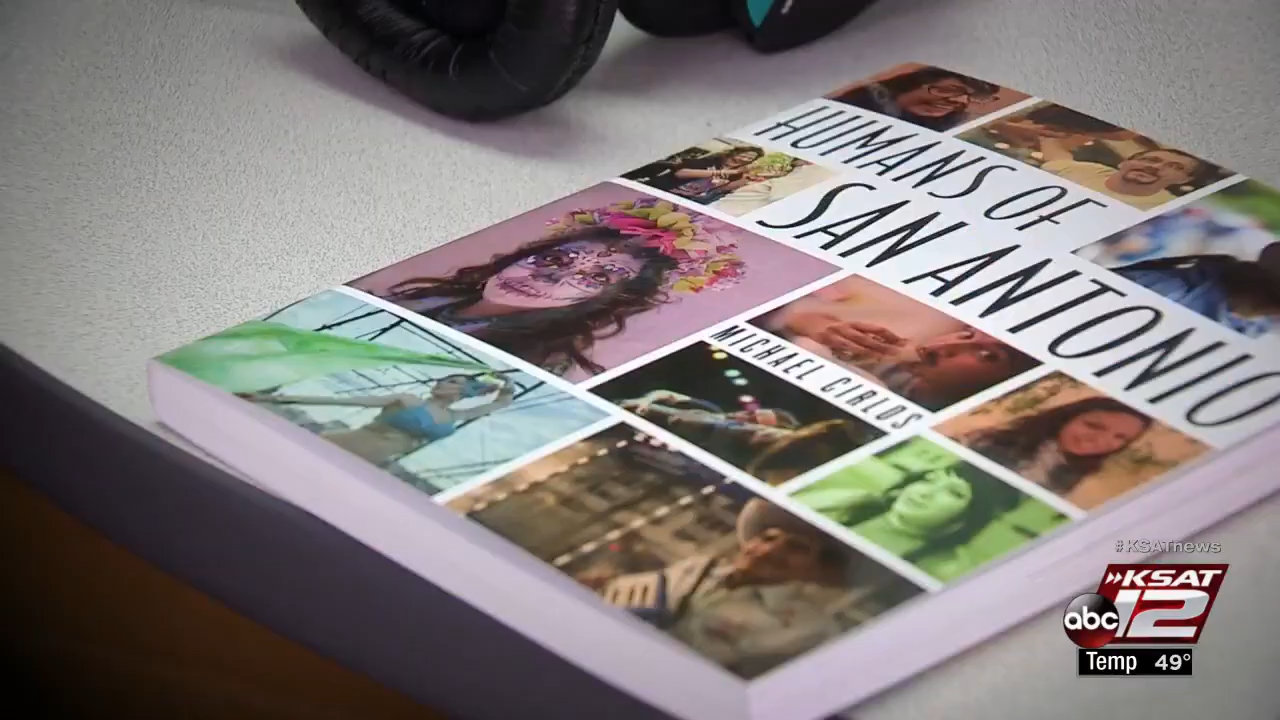 HUMANS OF
SAN ANTONIO
MICHAEL CIRLOS
#KSATnews
KSAT
abc 12
Temp 49°